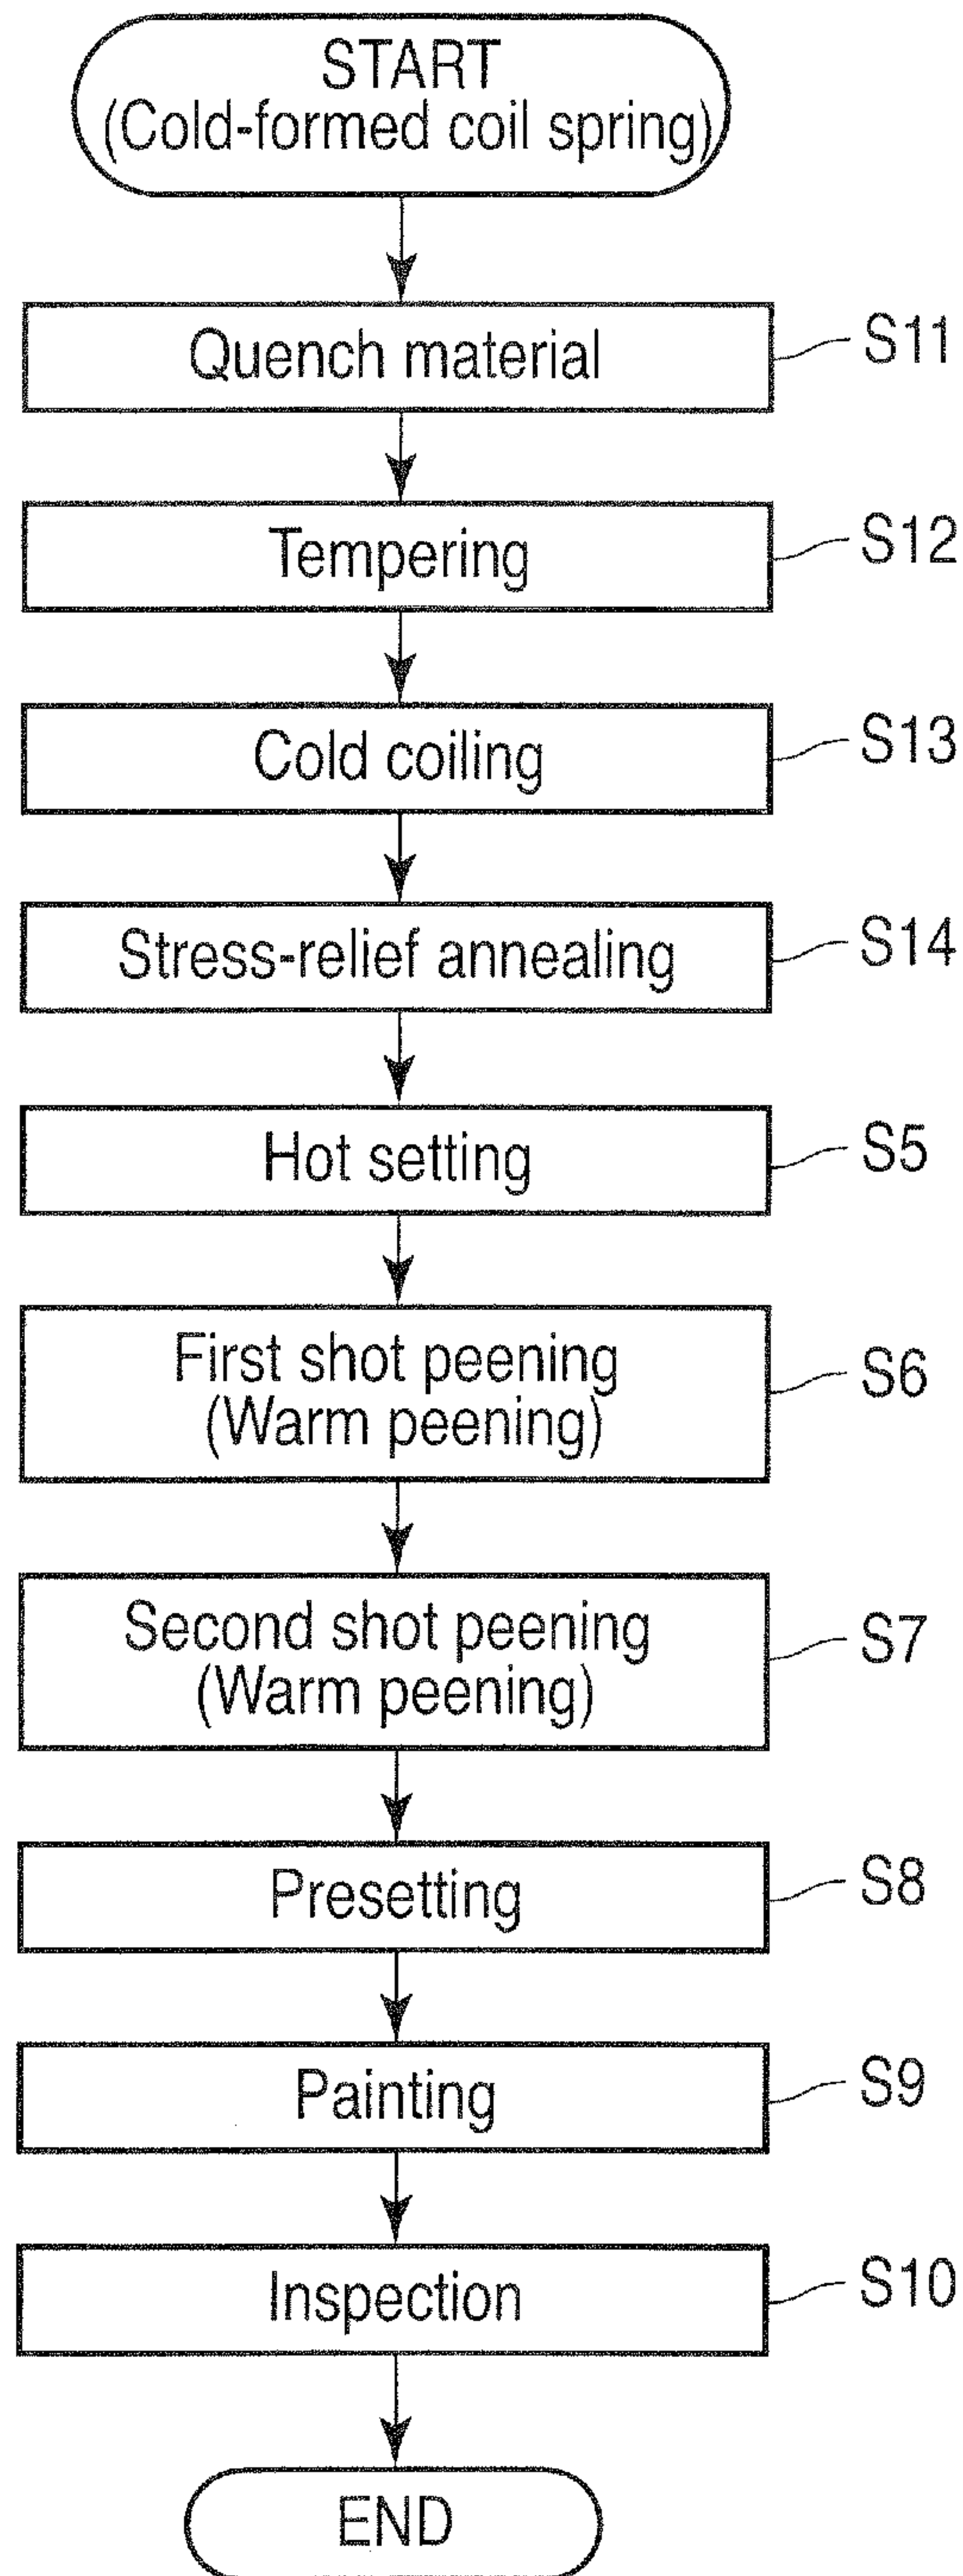 START
(Cold-formed coil spring)
Quench material
S11
Tempering
S12
Cold coiling
S13
Stress-relief annealing
S14
Hot setting
S5
First shot peening
(Warm peening)
S6
Second shot peening
(Warm peening)
S7
Presetting
S8
Painting
S9
Inspection
S10
END